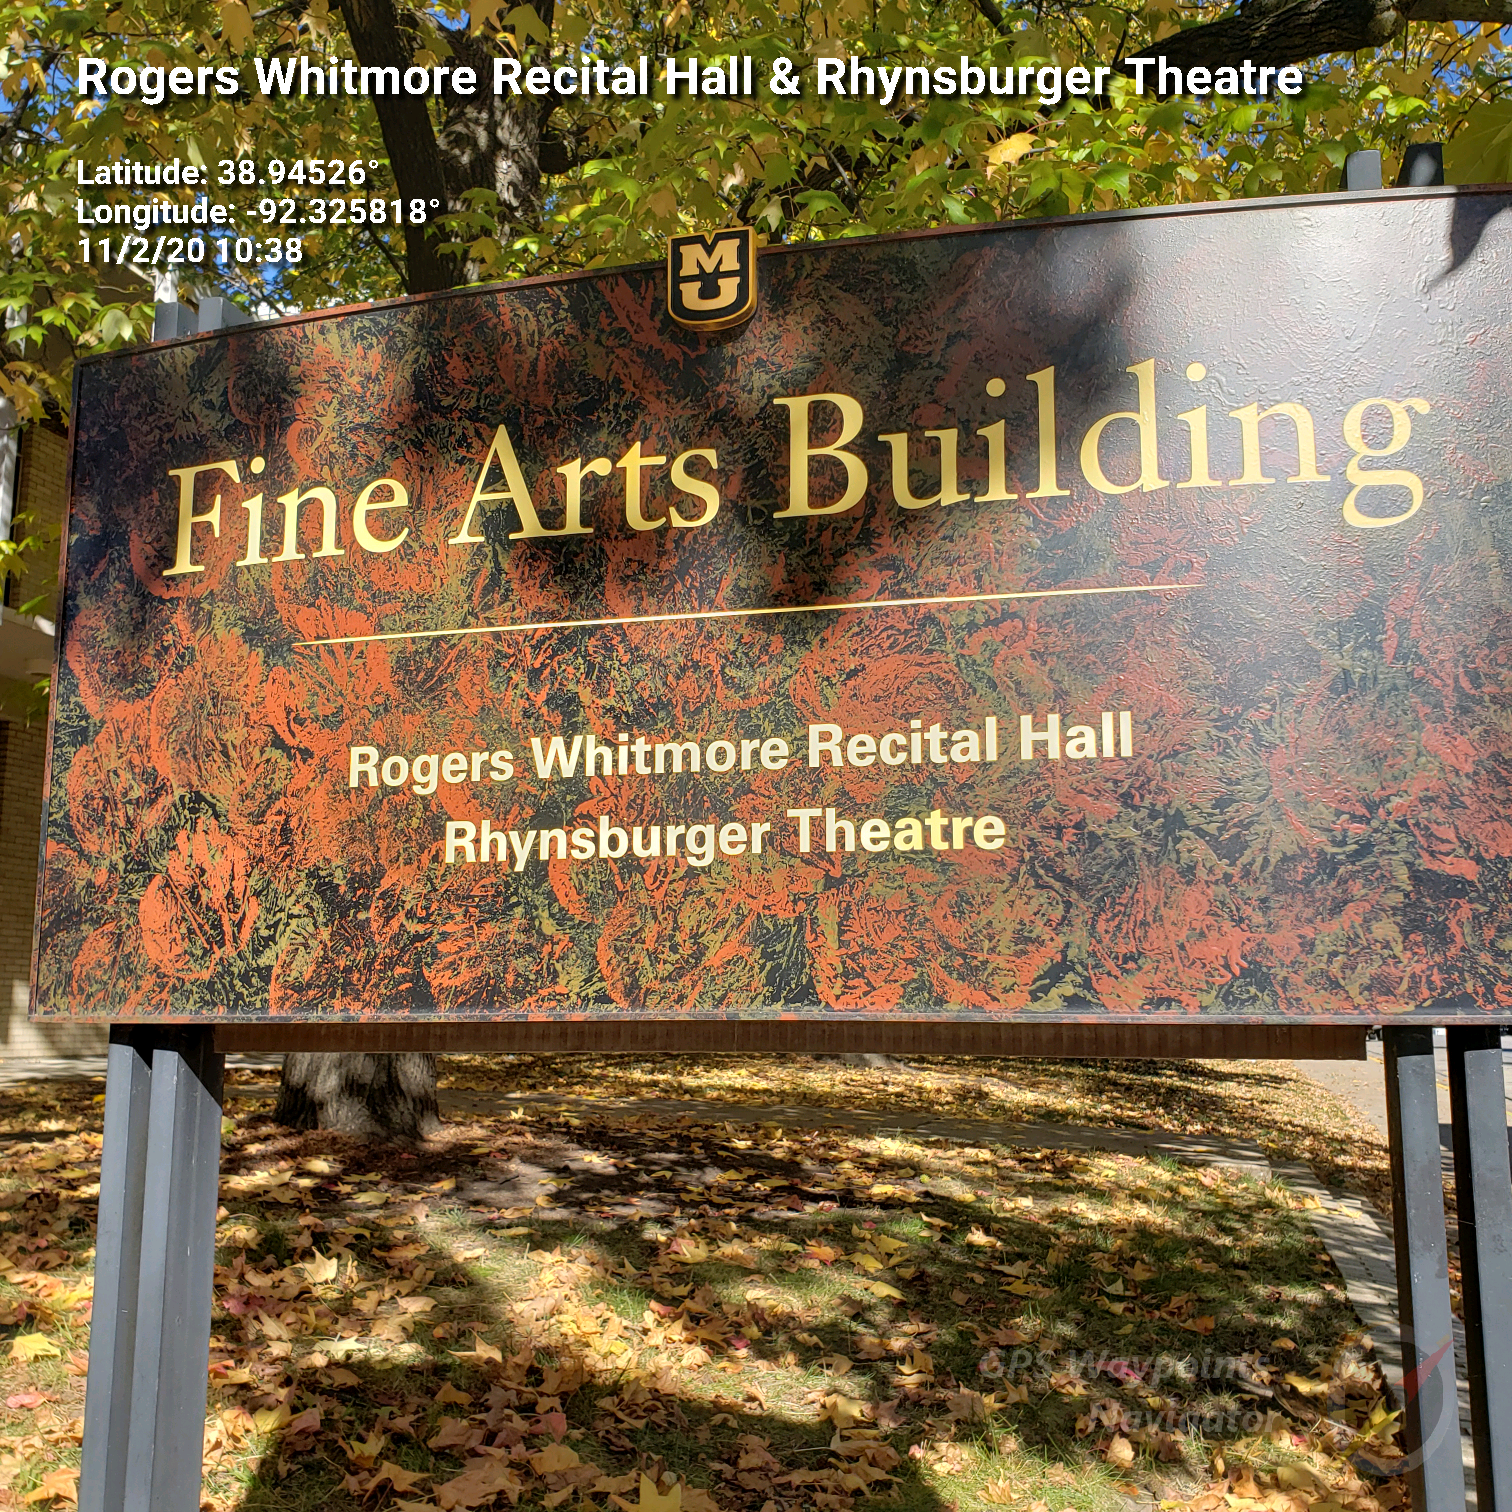 Rogers Whitmore Recital Hall & Rhynsburger Theatre
Latitude: 38.94526°
Longitude: -92.325818°
11/2/20 10:38
M
U
Fine Arts Building
Rogers Whitmore Recital Hall
Rhynsburger Theatre
GPS Waypoints
Navigator